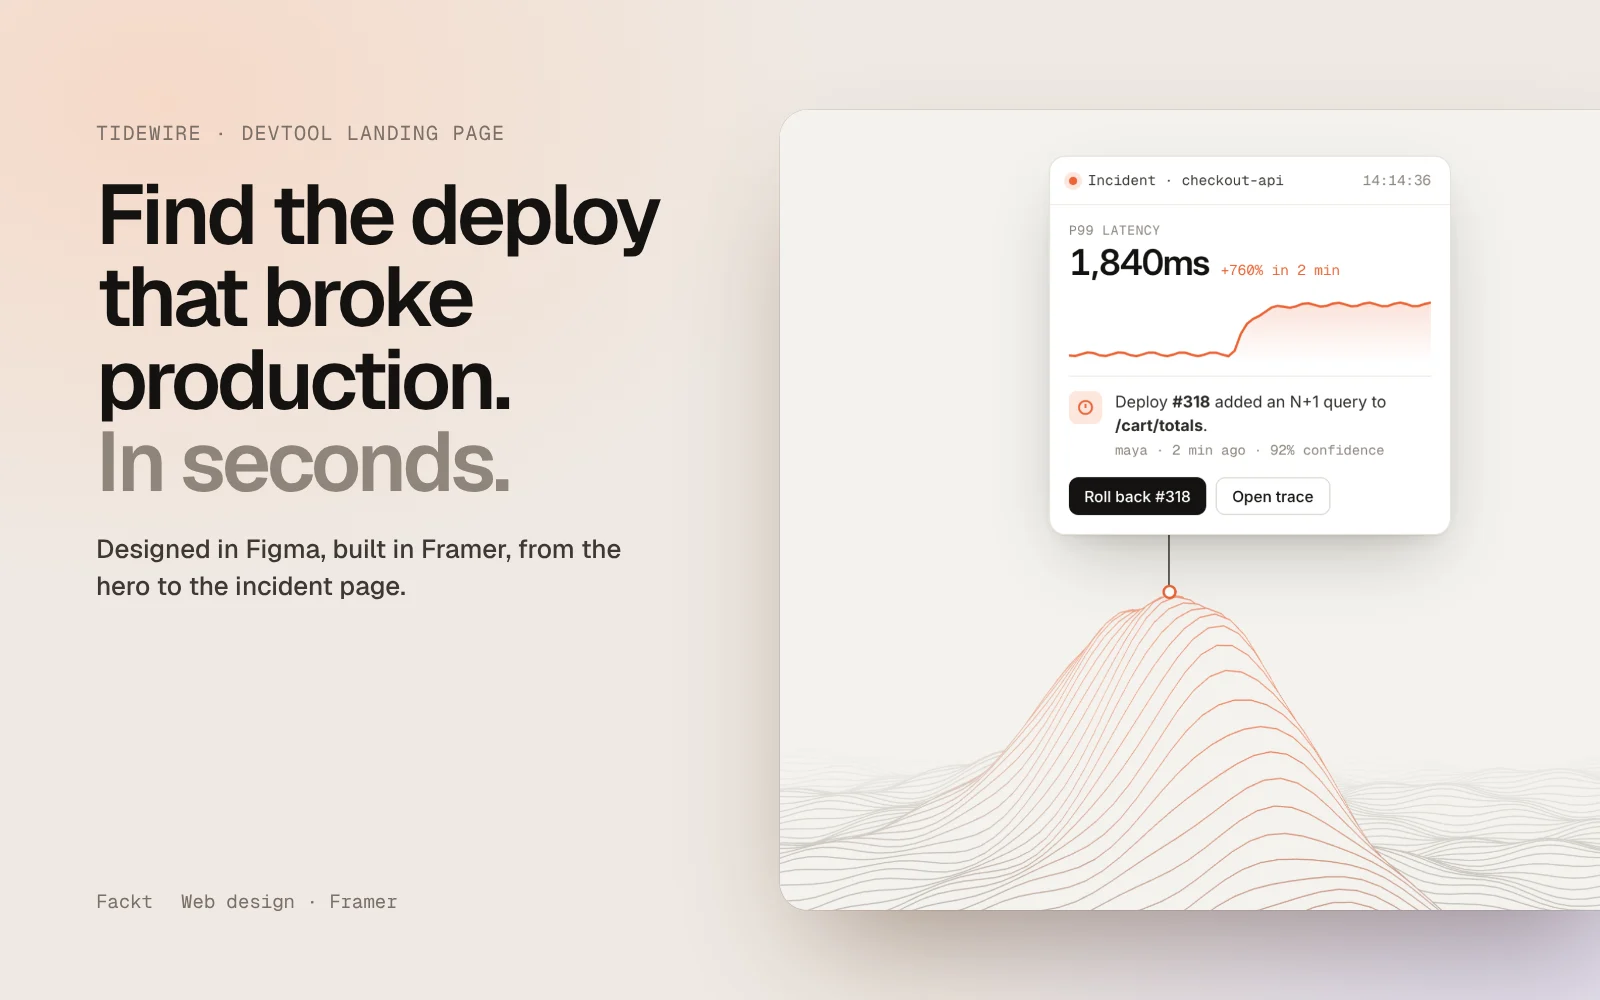 TIDEWIRE · DEVTOOL LANDING PAGE
Find the deploy
that broke
production.
In seconds.
Designed in Figma, built in Framer, from the
hero to the incident page.
Fackt Web design · Framer
Incident · checkout-api 14:14:36
P99 LATENCY
1,840ms +760% in 2 min
Deploy #318 added an N+1 query to
/cart/totals.
maya · 2 min ago · 92% confidence
Roll back #318 Open trace